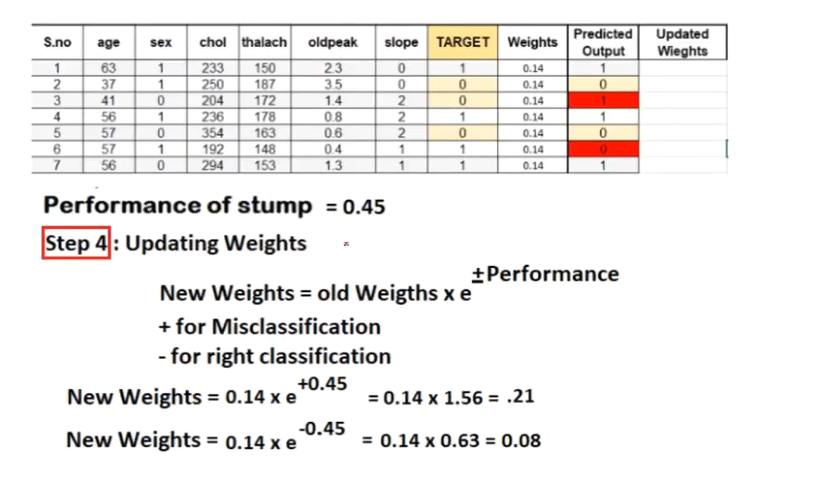 S.no age sex chol thalach oldpeak slope TARGET Weights Predicted Output Updated Wieghts
1 63 1 233 150 2.3 0 1 0.14 1
2 37 1 250 187 3.5 0 0 0.14 0
3 41 0 204 172 1.4 2 0 0.14 1
4 56 1 236 178 0.8 2 1 0.14 1
5 57 0 354 163 0.6 2 0 0.14 0
6 57 1 192 148 0.4 1 1 0.14 0
7 56 0 294 153 1.3 1 1 0.14 1
Performance of stump = 0.45
Step 4 : Updating Weights
New Weights = old Weigths x e ±Performance
+ for Misclassification
- for right classification
New Weights = 0.14 x e +0.45 = 0.14 x 1.56 = .21
New Weights = 0.14 x e -0.45 = 0.14 x 0.63 = 0.08